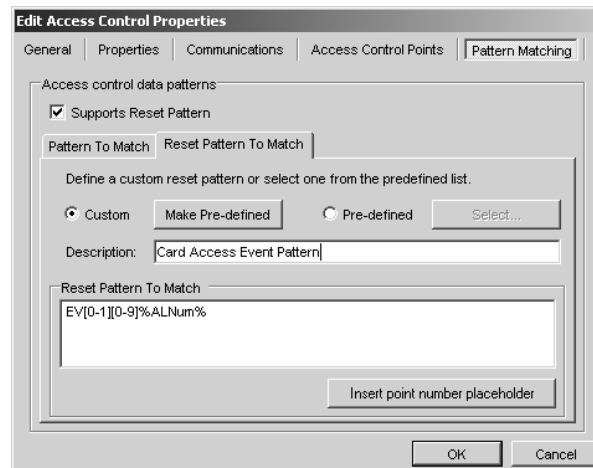 Edit Access Control Properties
General Properties Communications Access Control Points Pattern Matching
Access control data patterns
Supports Reset Pattern
Pattern To Match Reset Pattern To Match
Define a custom reset pattern or select one from the predefined list.
Custom Make Pre-defined Pre-defined Select...
Description: Card Access Event Pattern
Reset Pattern To Match
EV[0-1][0-9]%ALNum%
Insert point number placeholder
OK Cancel